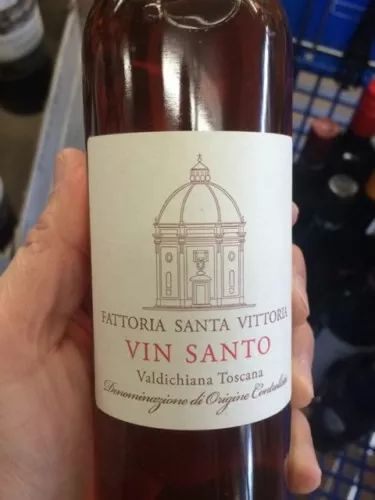 FATTORIA SANTA VITTORIA
VIN SANTO
Valdichiana Toscana
Denominazione di Origine Controllata